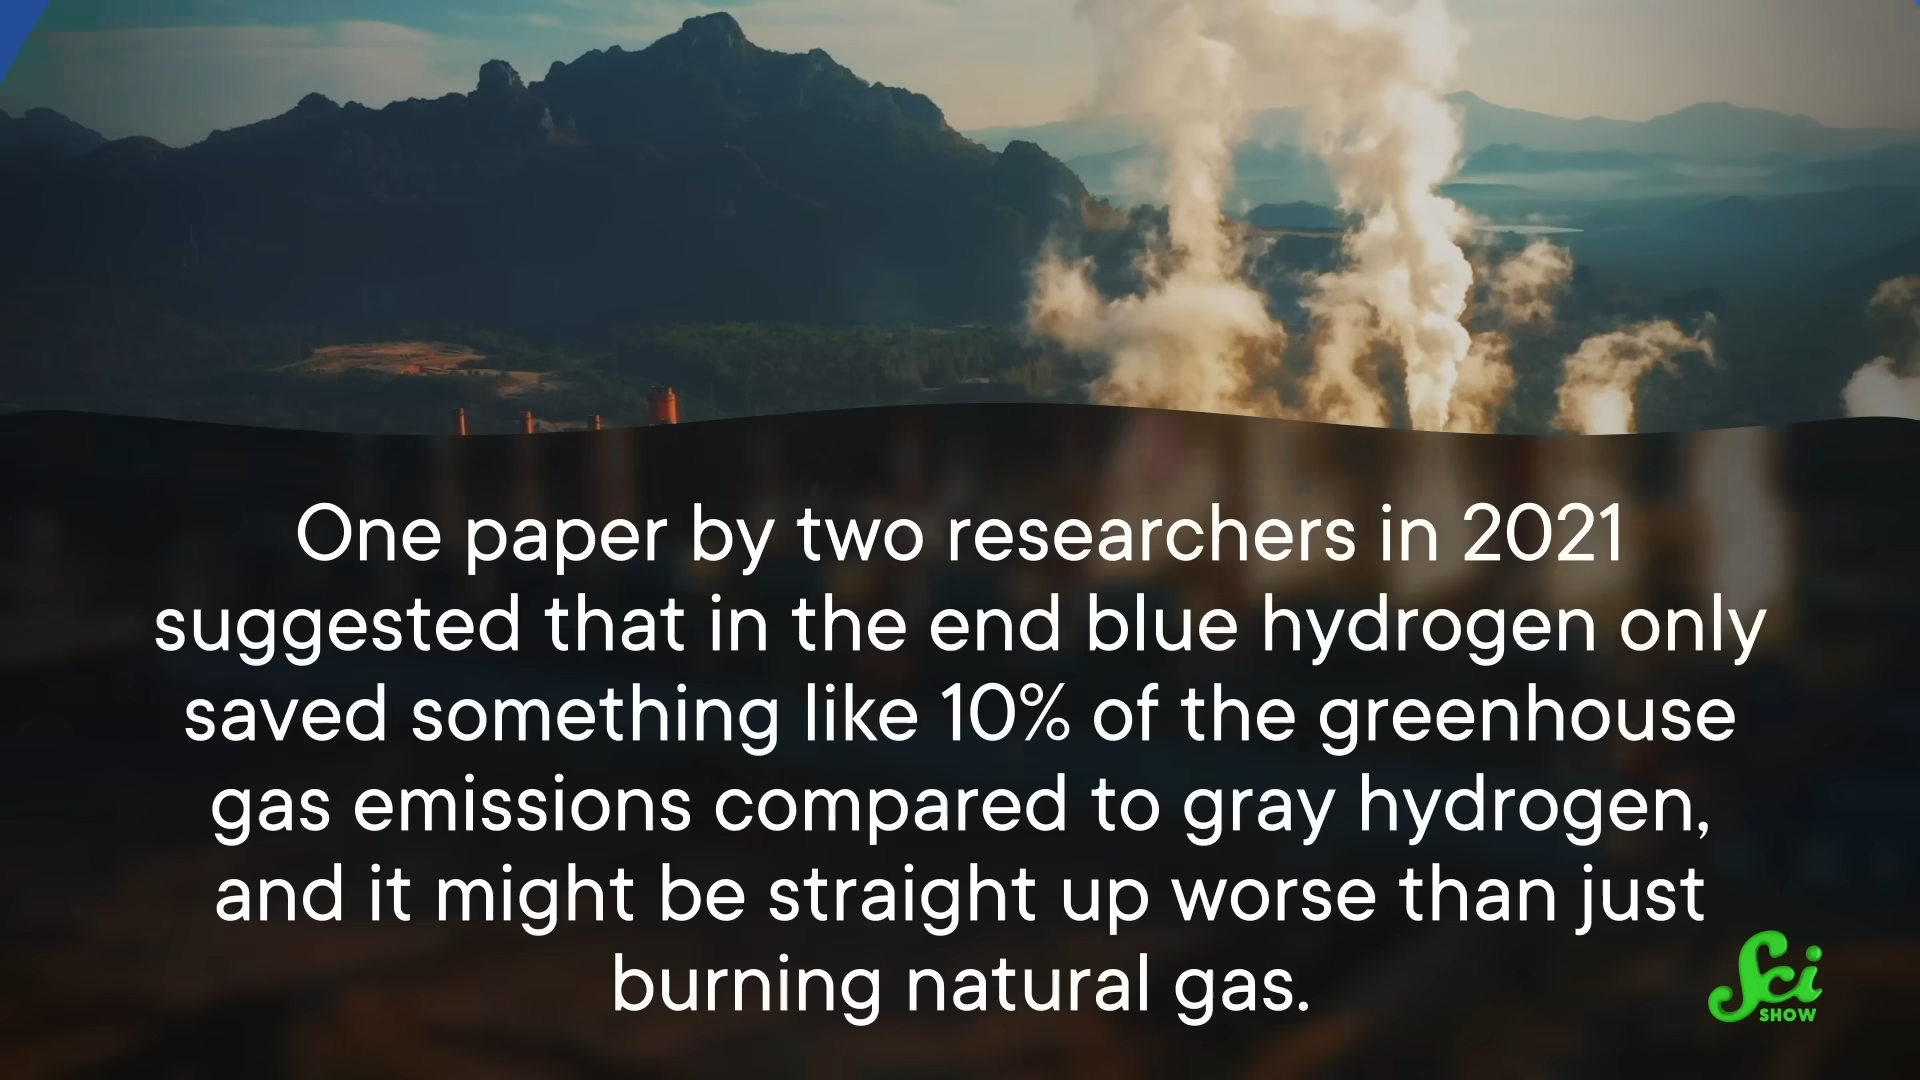 One paper by two researchers in 2021
suggested that in the end blue hydrogen only
saved something like 10% of the greenhouse
gas emissions compared to gray hydrogen,
and it might be straight up worse than just
burning natural gas.
Sci
SHOW